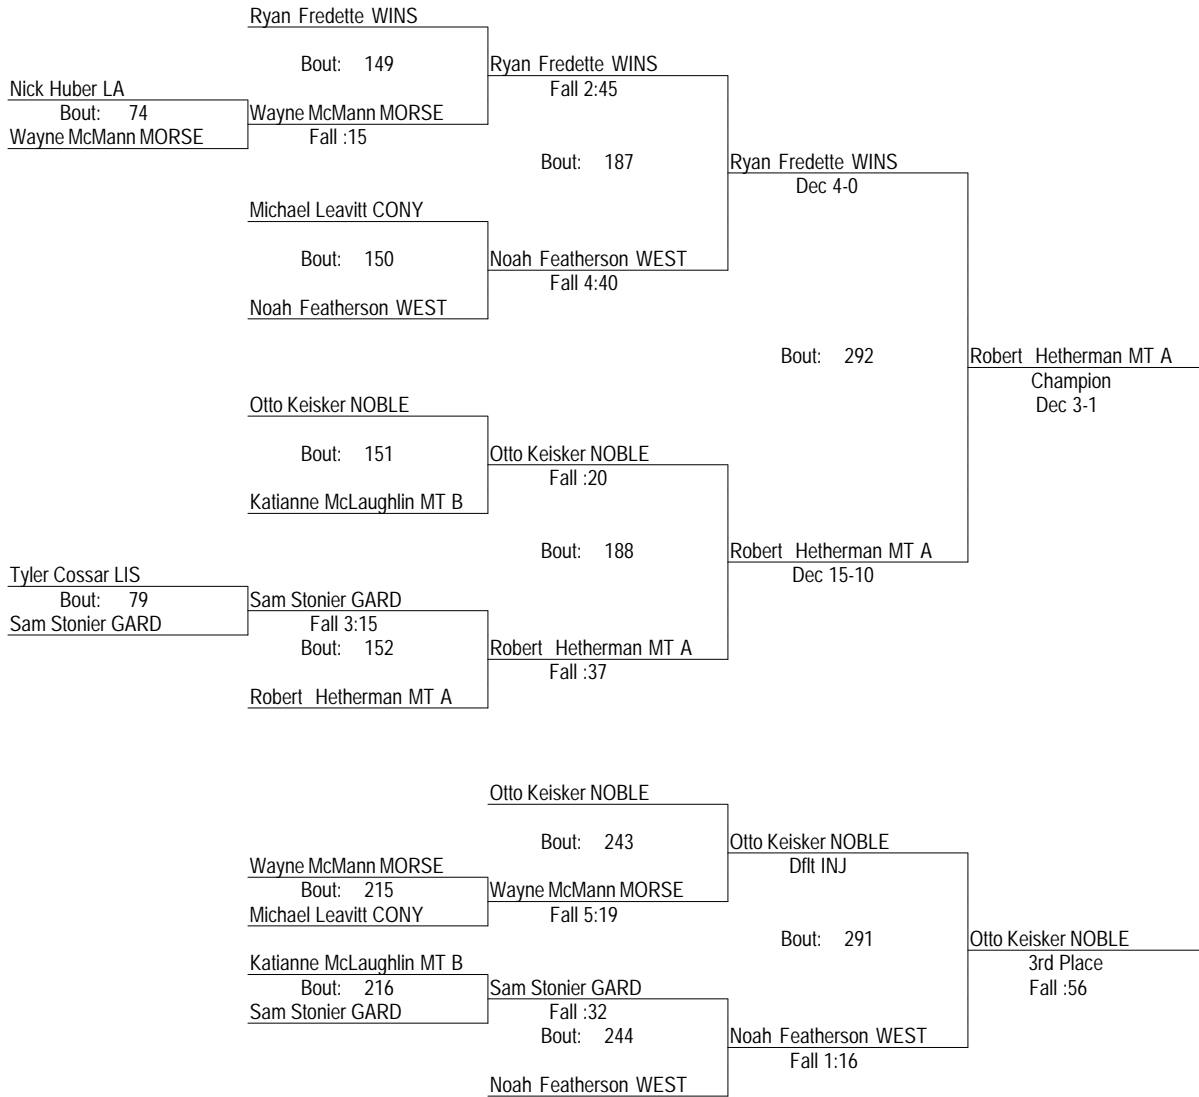 Ryan Fredette WINS
Bout: 149
Ryan Fredette WINS
Fall 2:45
Nick Huber LA
Bout: 74
Wayne McMann MORSE
Wayne McMann MORSE
Fall :15
Bout: 187
Ryan Fredette WINS
Dec 4-0
Michael Leavitt CONY
Bout: 150
Noah Featherson WEST
Fall 4:40
Noah Featherson WEST
Bout: 292
Robert Hetherman MT A
Champion
Dec 3-1
Otto Keisker NOBLE
Bout: 151
Otto Keisker NOBLE
Fall :20
Katianne McLaughlin MT B
Bout: 188
Robert Hetherman MT A
Dec 15-10
Tyler Cossar LIS
Bout: 79
Sam Stonier GARD
Sam Stonier GARD
Fall 3:15
Bout: 152
Robert Hetherman MT A
Fall :37
Robert Hetherman MT A
Otto Keisker NOBLE
Bout: 243
Otto Keisker NOBLE
Dflt INJ
Wayne McMann MORSE
Bout: 215
Michael Leavitt CONY
Wayne McMann MORSE
Fall 5:19
Bout: 291
Otto Keisker NOBLE
3rd Place
Fall :56
Katianne McLaughlin MT B
Bout: 216
Sam Stonier GARD
Sam Stonier GARD
Fall :32
Bout: 244
Noah Featherson WEST
Fall 1:16
Noah Featherson WEST